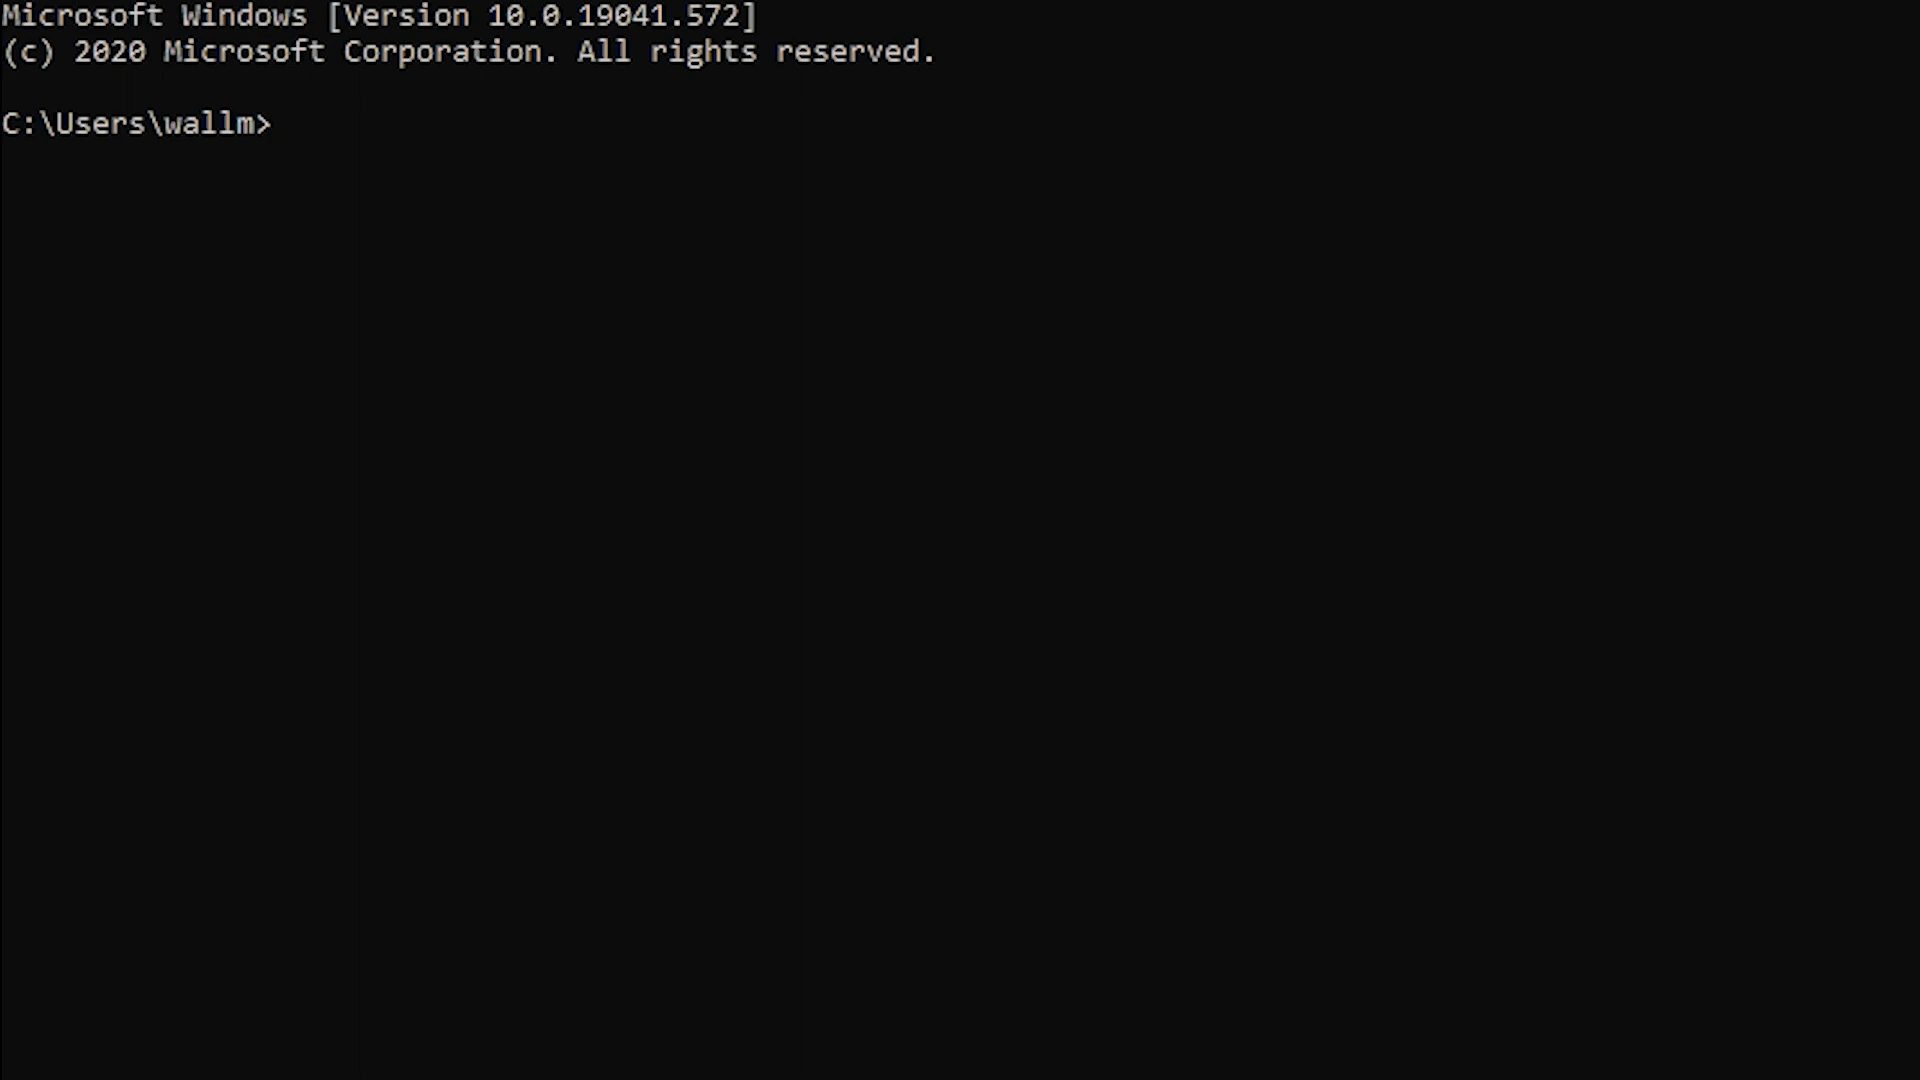 Microsoft Windows [Version 10.0.19041.572]
(c) 2020 Microsoft Corporation. All rights reserved.
C:\Users\wallm>